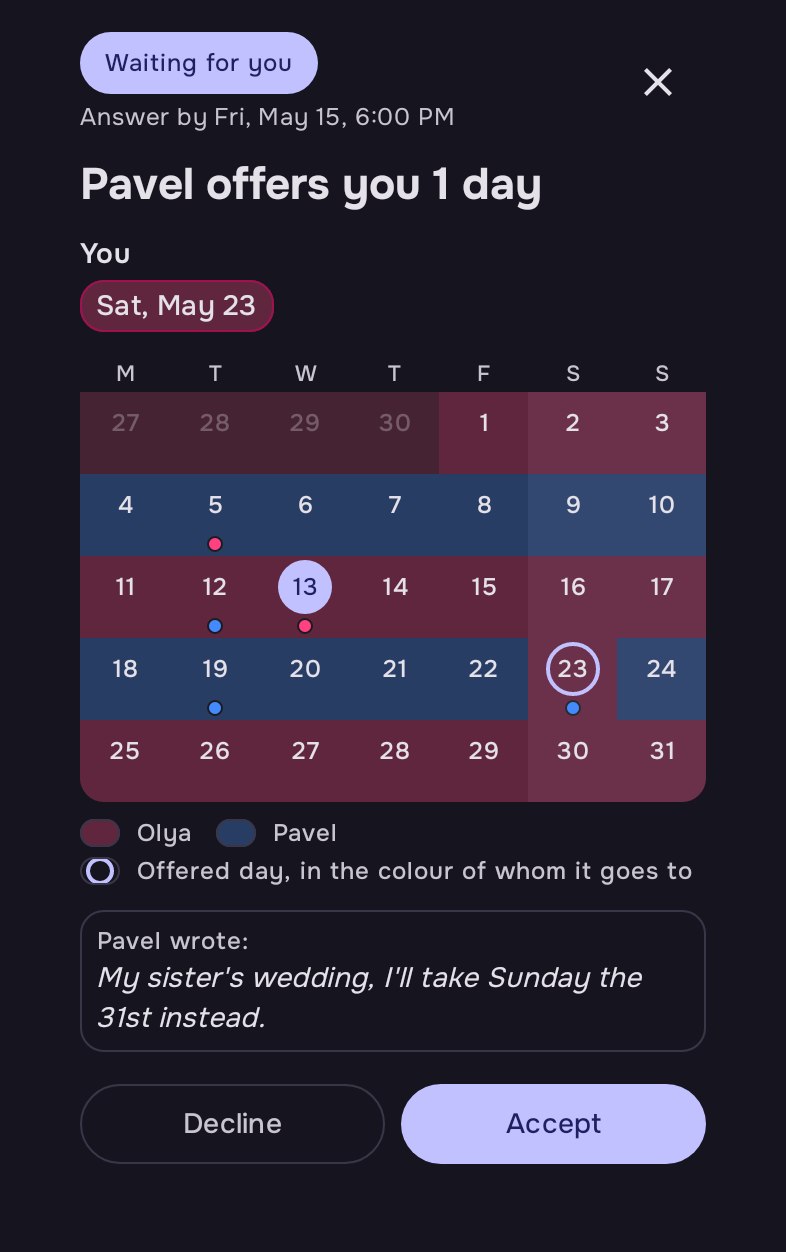 Waiting for you
Answer by Fri, May 15, 6:00 PM
Pavel offers you 1 day
You
Sat, May 23
M T W T F S S
27 28 29 30 1 2 3
4 5 6 7 8 9 10
11 12 13 14 15 16 17
18 19 20 21 22 23 24
25 26 27 28 29 30 31
Olya Pavel
Offered day, in the colour of whom it goes to
Pavel wrote:
My sister's wedding, I'll take Sunday the
31st instead.
Decline Accept